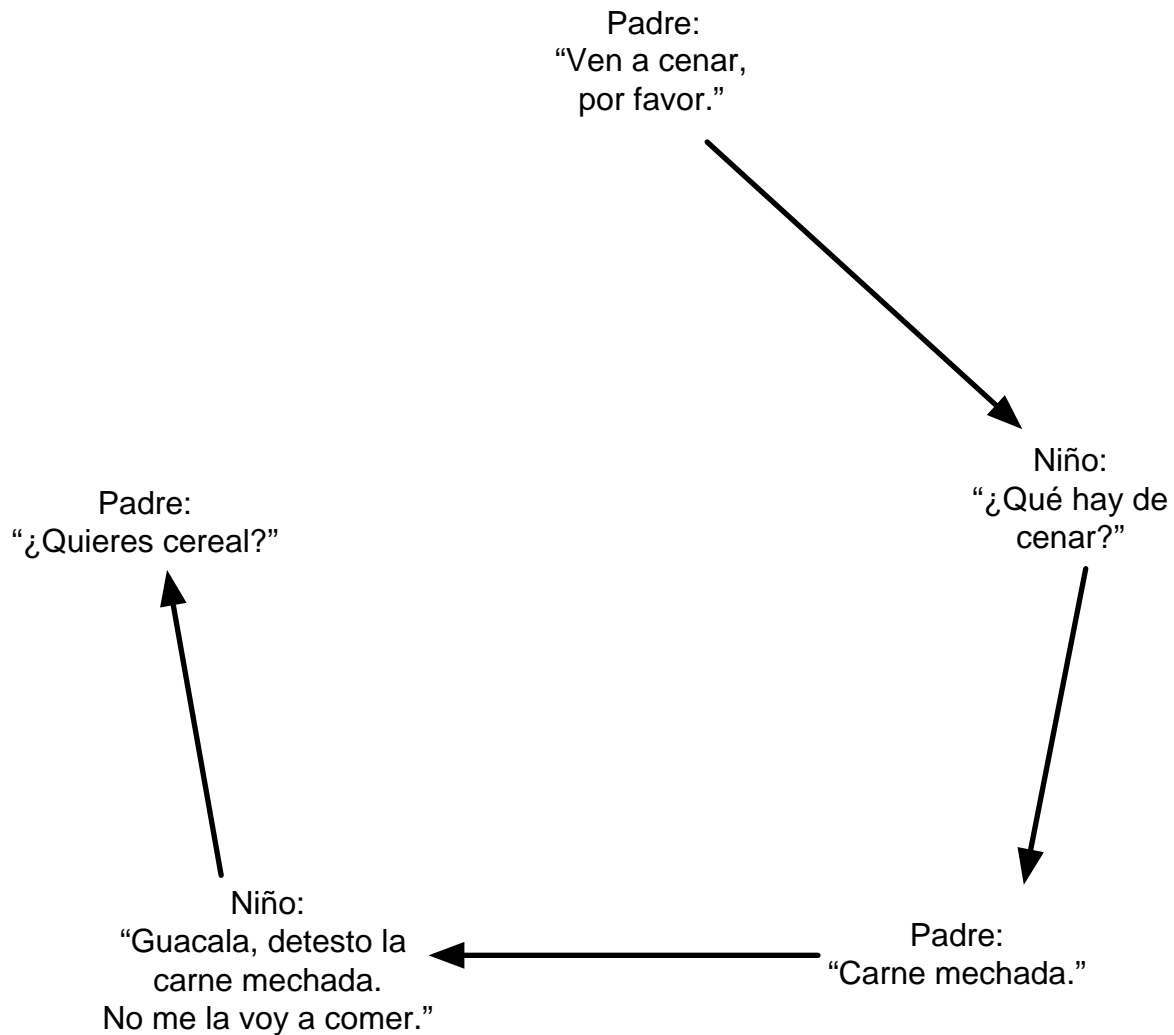 Padre:
“Ven a cenar,
por favor.”
Niño:
“¿Qué hay de
cenar?”
Padre:
“Carne mechada.”
Niño:
“Guacala, detesto la
carne mechada.
No me la voy a comer.”
Padre:
“¿Quieres cereal?”